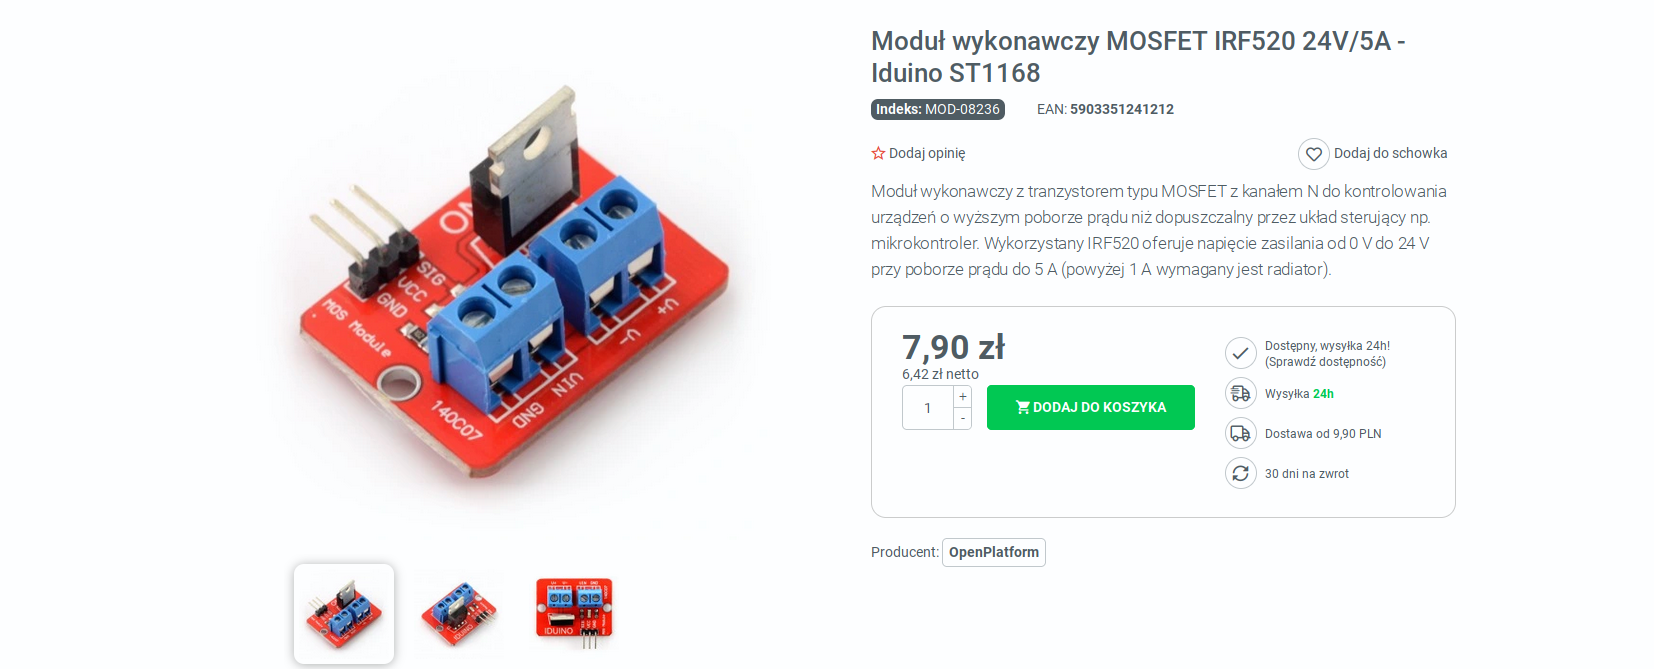 Moduł wykonawczy MOSFET IRF520 24V/5A -
Iduino ST1168
Indeks: MOD-08236
EAN: 5903351241212
Dodaj opinię
Dodaj do schowka
Moduł wykonawczy z tranzystorem typu MOSFET z kanałem N do kontrolowania
urządzeń o wyższym poborze prądu niż dopuszczalny przez układ sterujący np.
mikrokontroler. Wykorzystany IRF520 oferuje napięcie zasilania od 0 V do 24 V
przy poborze prądu do 5 A (powyżej 1 A wymagany jest radiator).
7,90 zł
6,42 zł netto
1
+
-
DODAJ DO KOSZYKA
Dostępny, wysyłka 24h!
(Sprawdź dostępność)
Wysyłka 24h
Dostawa od 9,90 PLN
30 dni na zwrot
Producent: OpenPlatform
SIG
VCC
GND
MOS Module
V+
V-
VIN
GND
140C07
IDUINO
IDUINO